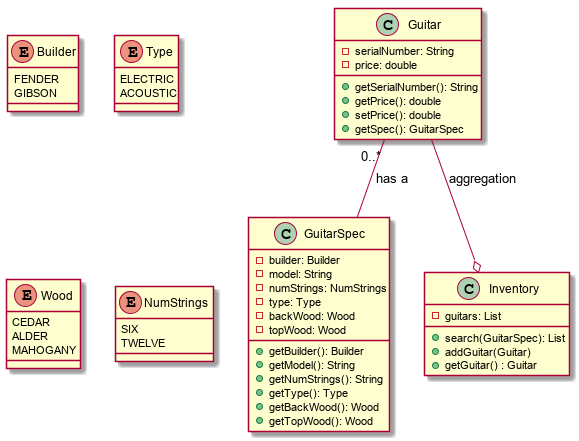 E Builder
FENDER
GIBSON
E Type
ELECTRIC
ACOUSTIC
C Guitar
serialNumber: String
price: double
getSerialNumber(): String
getPrice(): double
setPrice(): double
getSpec(): GuitarSpec
0..*
has a
aggregation
C GuitarSpec
builder: Builder
model: String
numStrings: NumStrings
type: Type
backWood: Wood
topWood: Wood
getBuilder(): Builder
getModel(): String
getNumStrings(): String
getType(): Type
getBackWood(): Wood
getTopWood(): Wood
E Wood
CEDAR
ALDER
MAHOGANY
E NumStrings
SIX
TWELVE
C Inventory
guitars: List
search(GuitarSpec): List
addGuitar(Guitar)
getGuitar() : Guitar